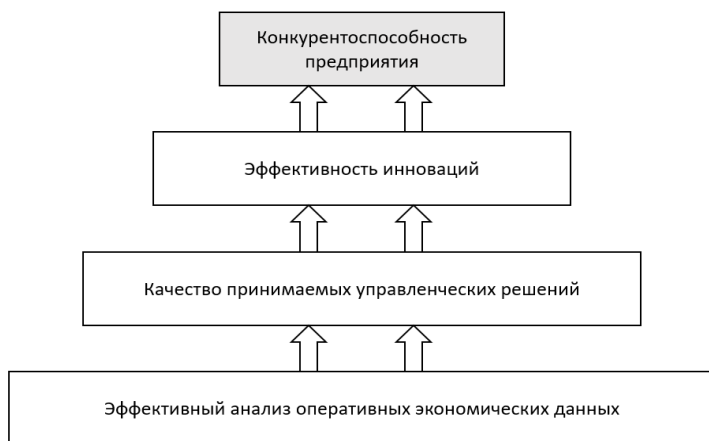 Конкурентоспособность
предприятия
Эффективность инноваций
Качество принимаемых управленческих решений
Эффективный анализ оперативных экономических данных